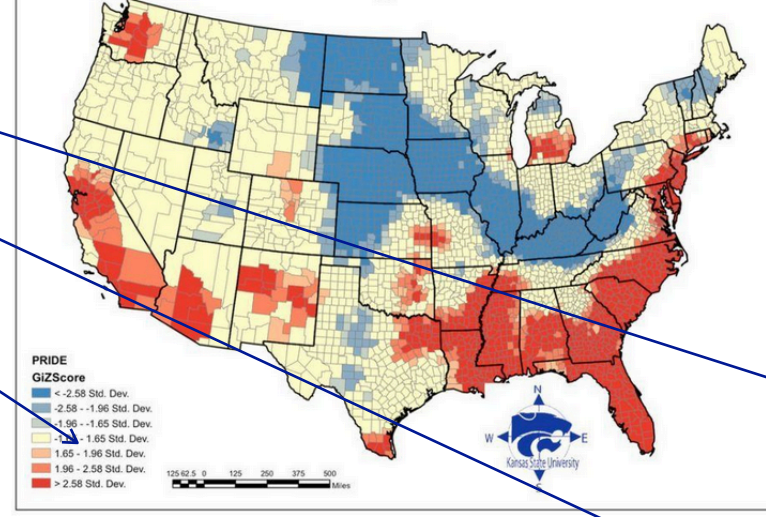 PRIDE
GiZScore
< -2.58 Std. Dev.
-2.58 - -1.96 Std. Dev.
-1.96 - -1.65 Std. Dev.
1.65 Std. Dev.
1.65 - 1.96 Std. Dev.
1.96 - 2.58 Std. Dev.
> 2.58 Std. Dev.
125 62.5 0 125 250 375 500
Miles
N
W E
Kansas State University
S